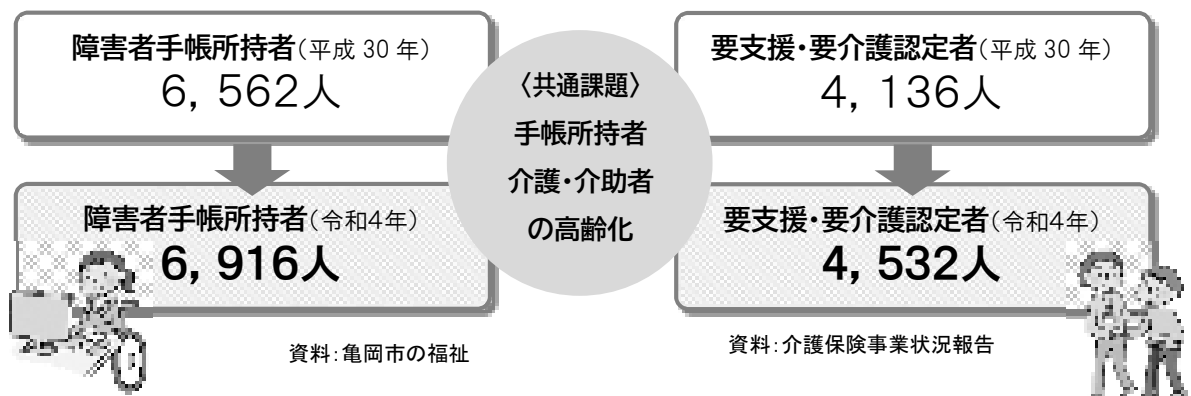 障害者手帳所持者(平成 30 年)
6, 562人
障害者手帳所持者(令和4年)
6, 916人
資料:亀岡市の福祉
〈共通課題〉
手帳所持者
介護・介助者
の高齢化
要支援・要介護認定者(平成 30 年)
4, 136人
要支援・要介護認定者(令和4年)
4, 532人
資料:介護保険事業状況報告